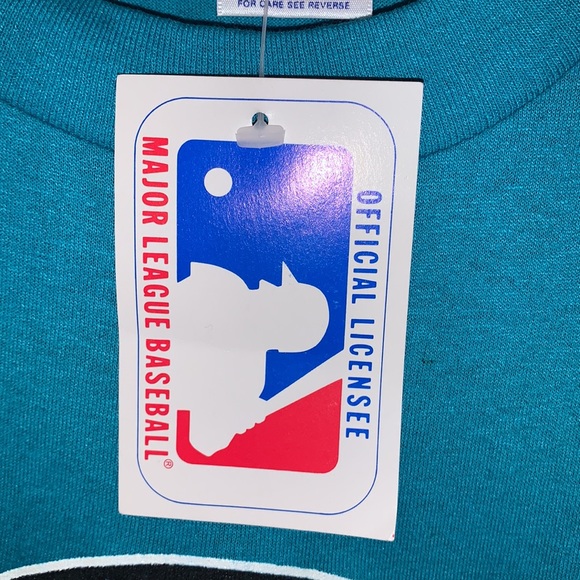 FOR CARE SEE REVERSE
MAJOR LEAGUE BASEBALL®
OFFICIAL LICENSEE